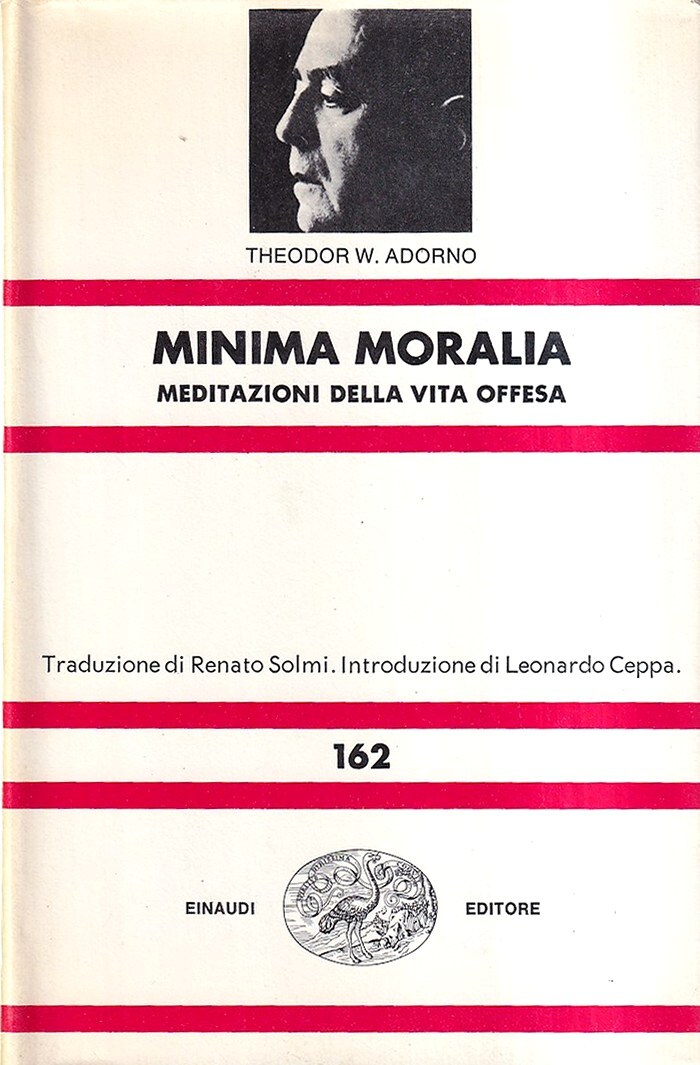 THEODOR W. ADORNO
MINIMA MORALIA
MEDITAZIONI DELLA VITA OFFESA
Traduzione di Renato Solmi. Introduzione di Leonardo Ceppa.
162
EINAUDI EDITORE